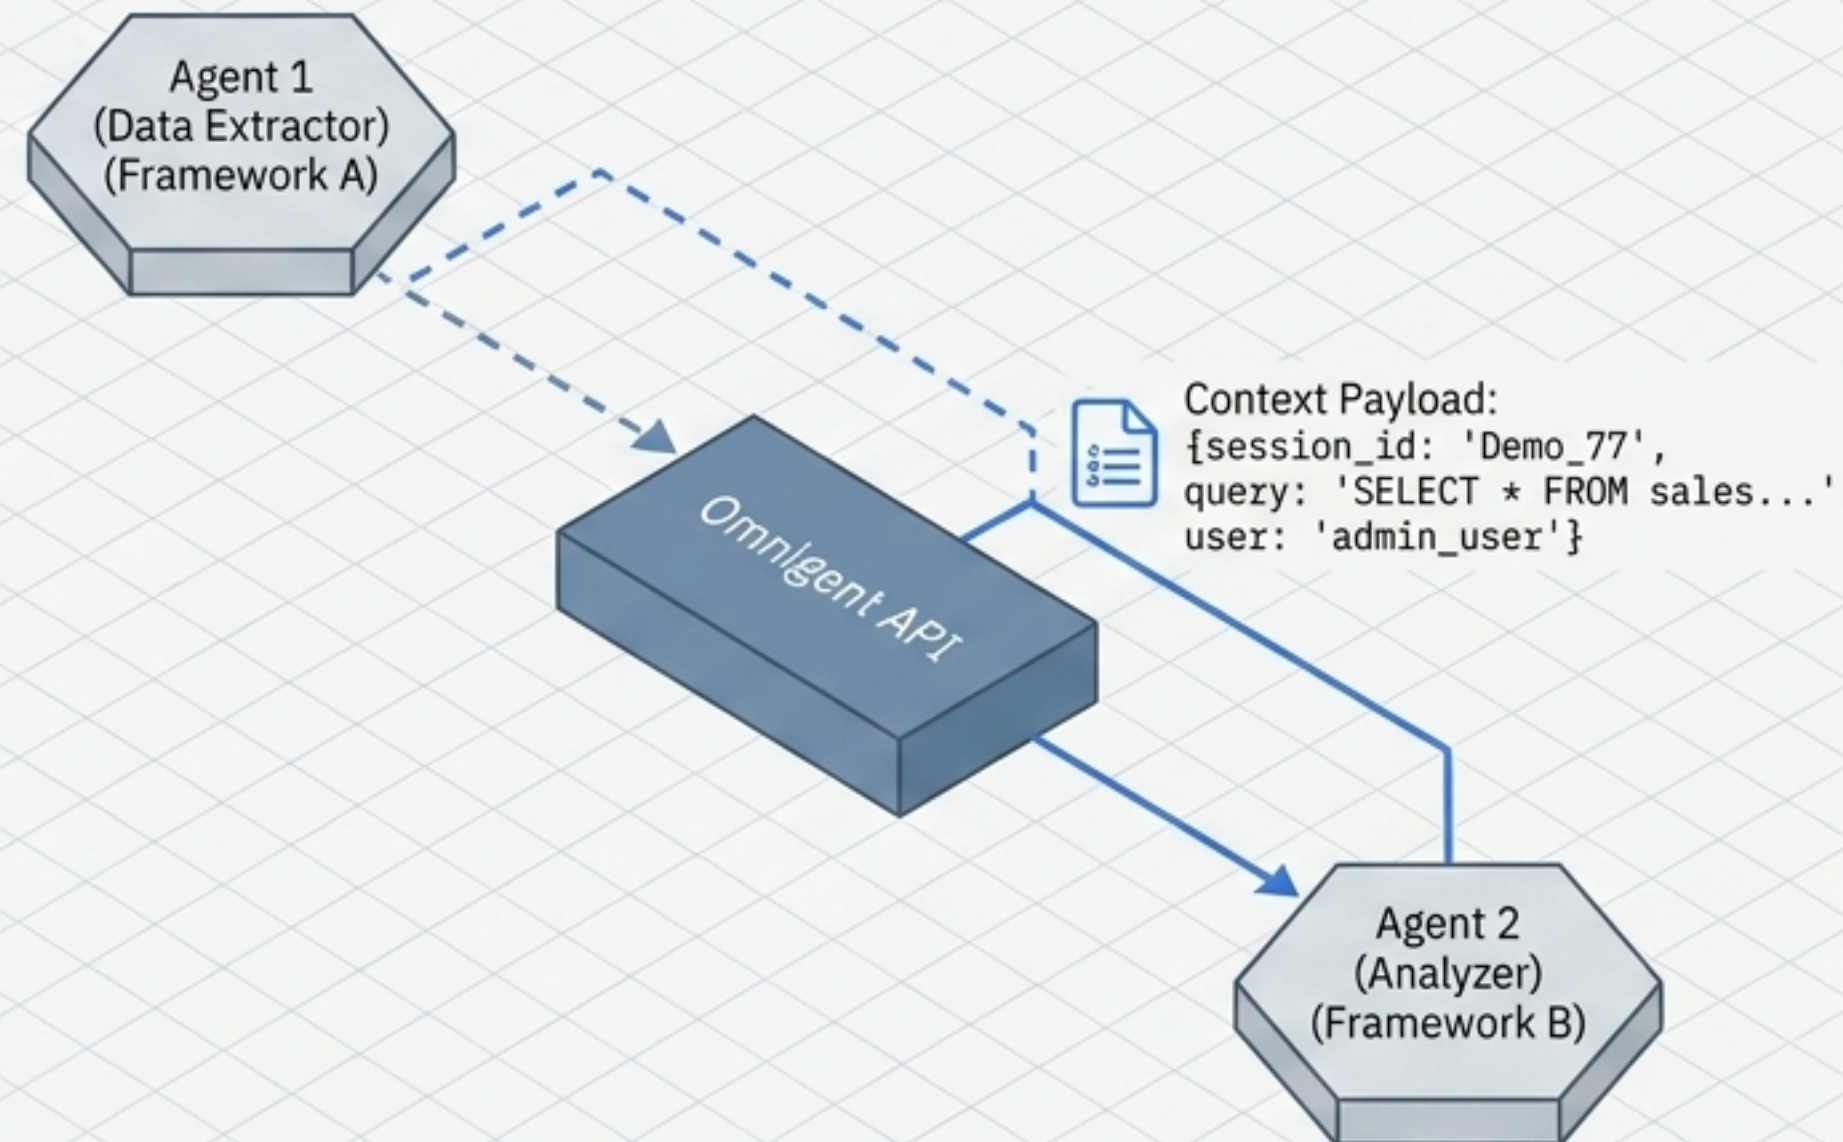 Agent 1
(Data Extractor)
(Framework A)
Context Payload:
{session_id: 'Demo_77',
query: 'SELECT * FROM sales...'
user: 'admin_user'}
Omnigent API
Agent 2
(Analyzer)
(Framework B)